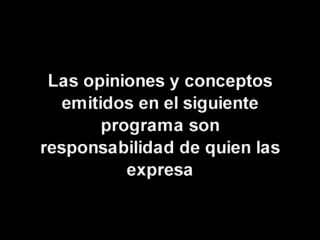 Las opiniones y conceptos
emitidos en el siguiente
programa son
responsabilidad de quien las
expresa